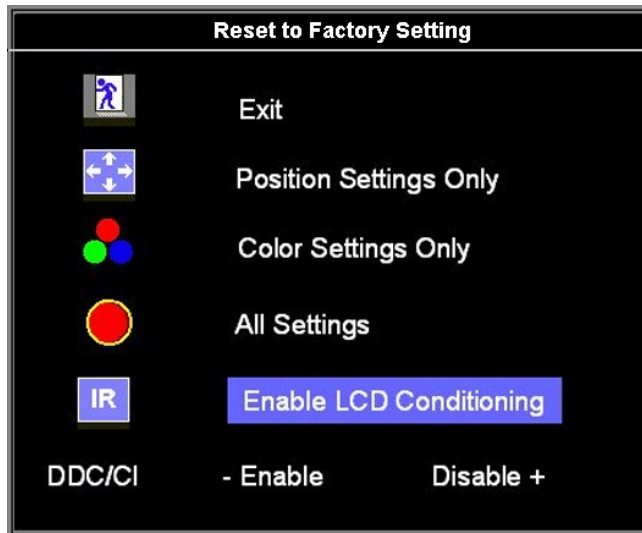 Reset to Factory Setting
Exit
Position Settings Only
Color Settings Only
All Settings
IR Enable LCD Conditioning
DDC/CI - Enable Disable +